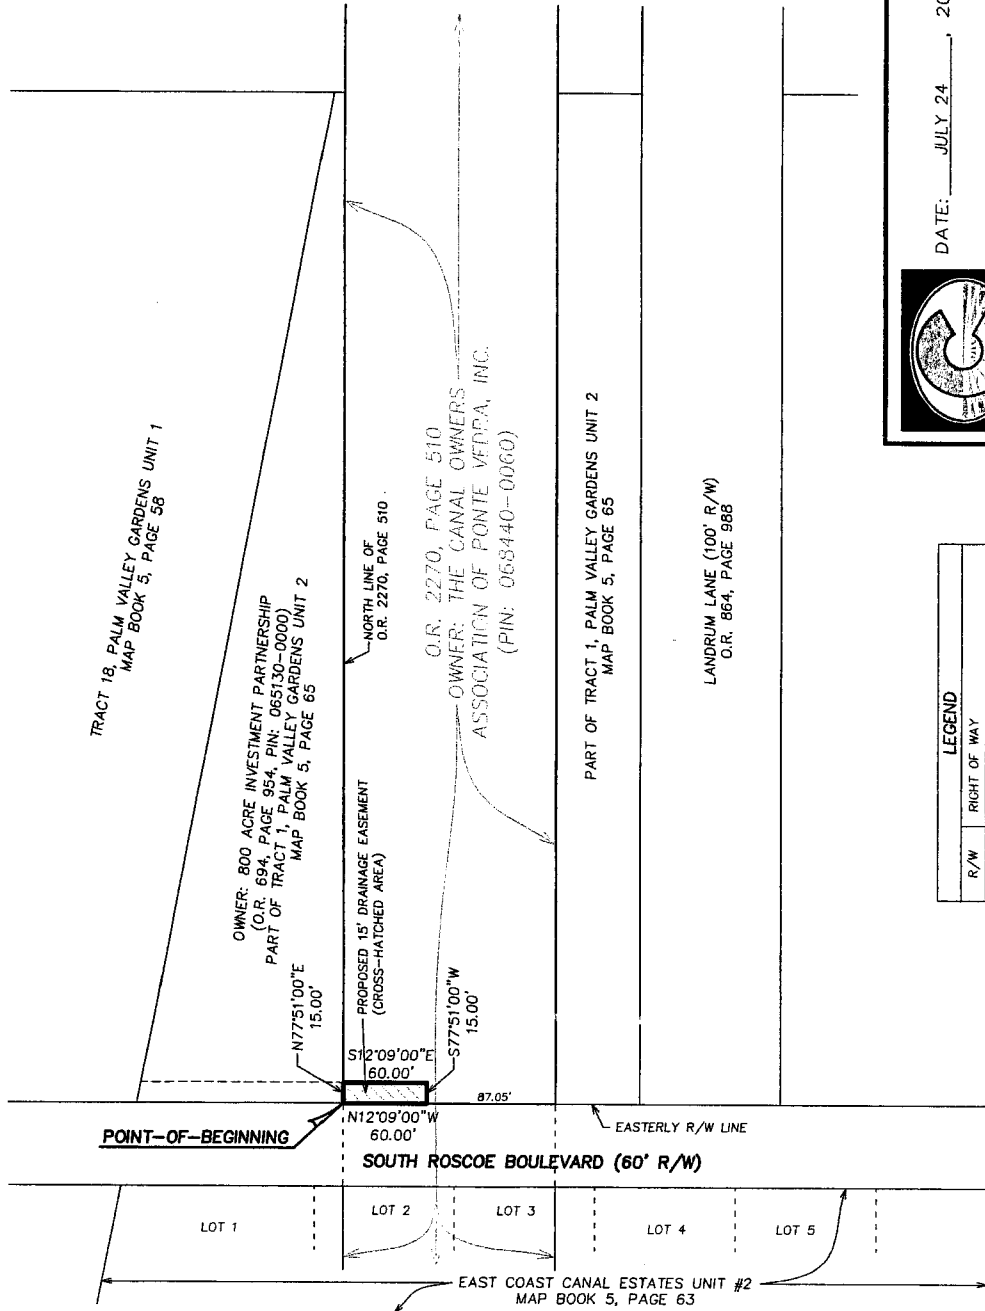 DATE: JULY 24, 20
TRACT 18, PALM VALLEY GARDENS UNIT 1
MAP BOOK 5, PAGE 58
OWNER: 800 ACRE INVESTMENT PARTNERSHIP
(O.R. 694, PAGE 954, PIN: 065130-0000)
PART OF TRACT 1, PALM VALLEY GARDENS UNIT 2
MAP BOOK 5, PAGE 65
NORTH LINE OF
O.R. 2270, PAGE 510
O.R. 2270, PAGE 510
OWNER: THE CANAL OWNERS
ASSOCIATION OF PONTE VEDRA, INC.
(PIN: 068440-0060)
PART OF TRACT 1, PALM VALLEY GARDENS UNIT 2
MAP BOOK 5, PAGE 65
LANDRUM LANE (100' R/W)
O.R. 864, PAGE 988
LEGEND
R/W RIGHT OF WAY
N77°51'00"E
15.00'
PROPOSED 15' DRAINAGE EASEMENT
(CROSS-HATCHED AREA)
S77°51'00"W
15.00'
S12°09'00"E
60.00'
87.05'
N12°09'00"W
60.00'
POINT-OF-BEGINNING
EASTERLY R/W LINE
SOUTH ROSCOE BOULEVARD (60' R/W)
LOT 1
LOT 2
LOT 3
LOT 4
LOT 5
EAST COAST CANAL ESTATES UNIT #2
MAP BOOK 5, PAGE 63